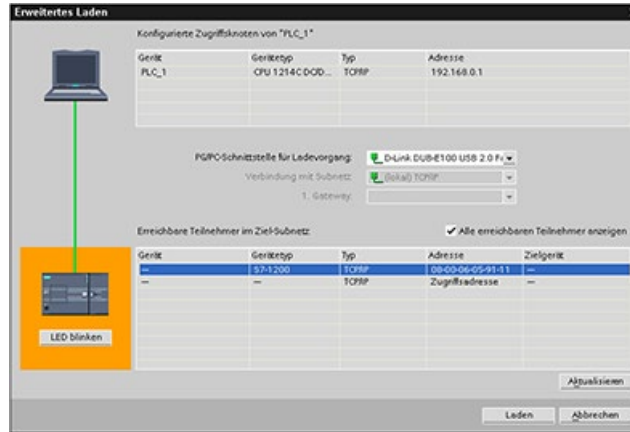 Erweitertes Laden
Konfigurierte Zugriffsknoten von "PLC_1"
Gerät Gerätetyp Typ Adresse
PLC_1 CPU 1214C DC/D... TCP/IP 192.168.0.1
PG/PC-Schnittstelle für Ladevorgang: D-Link DUB-E100 USB 2.0 Fa
Verbindung mit Subnetz: (lokal) TCP/IP
1. Gateway:
Erreichbare Teilnehmer im Ziel-Subnetz: Alle erreichbaren Teilnehmer anzeigen
Gerät Gerätetyp Typ Adresse Zielgerät
— S7-1200 TCP/IP 08-00-06-05-91-11 —
— — TCP/IP Zugriffsadresse —
LED blinken
Aktualisieren
Laden Abbrechen